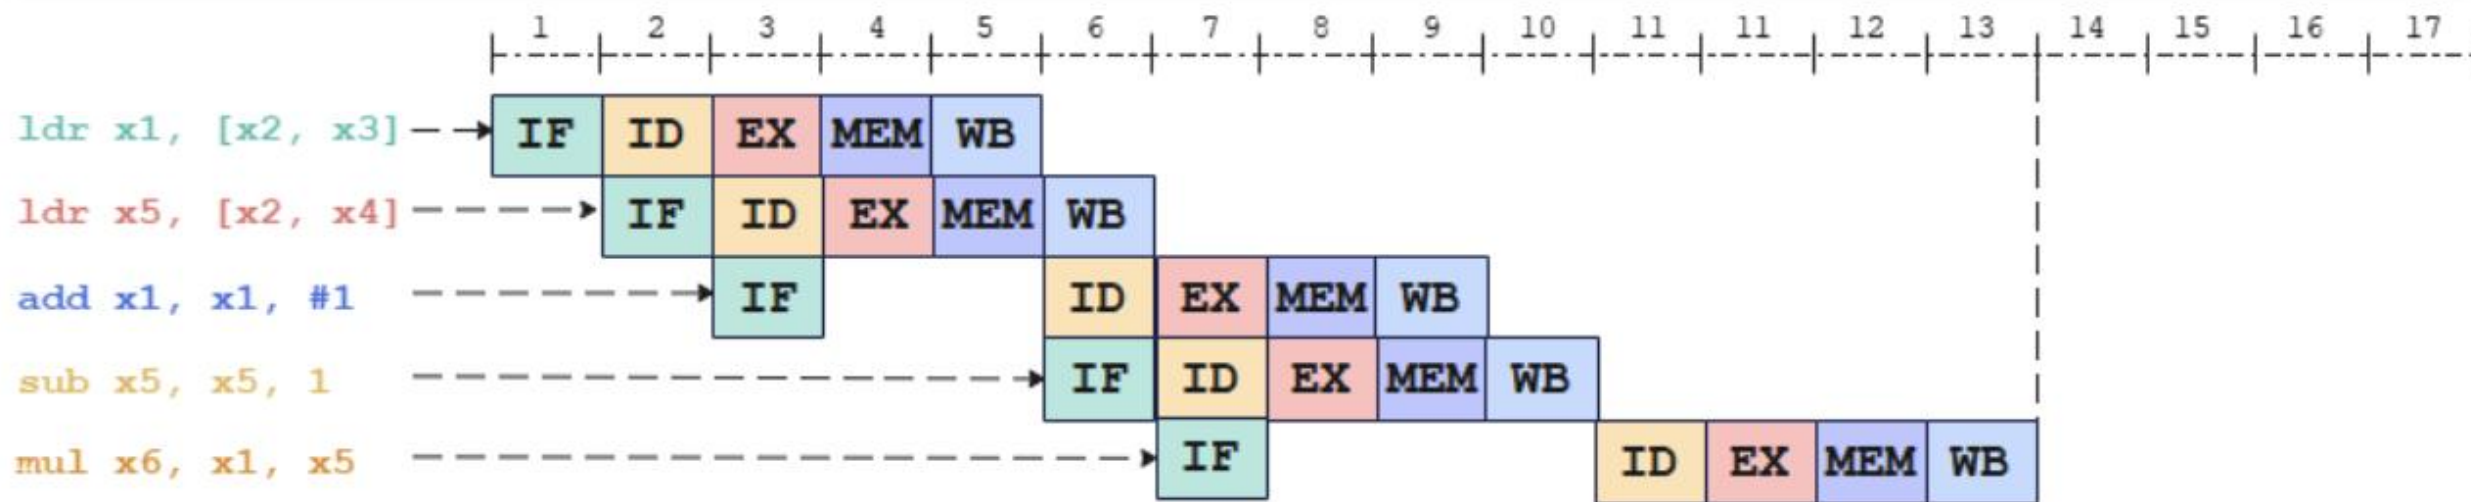 1 2 3 4 5 6 7 8 9 10 11 11 12 13 14 15 16 17
ldr x1, [x2, x3] IF ID EX MEM WB
ldr x5, [x2, x4] IF ID EX MEM WB
add x1, x1, #1 IF ID EX MEM WB
sub x5, x5, 1 IF ID EX MEM WB
mul x6, x1, x5 IF ID EX MEM WB